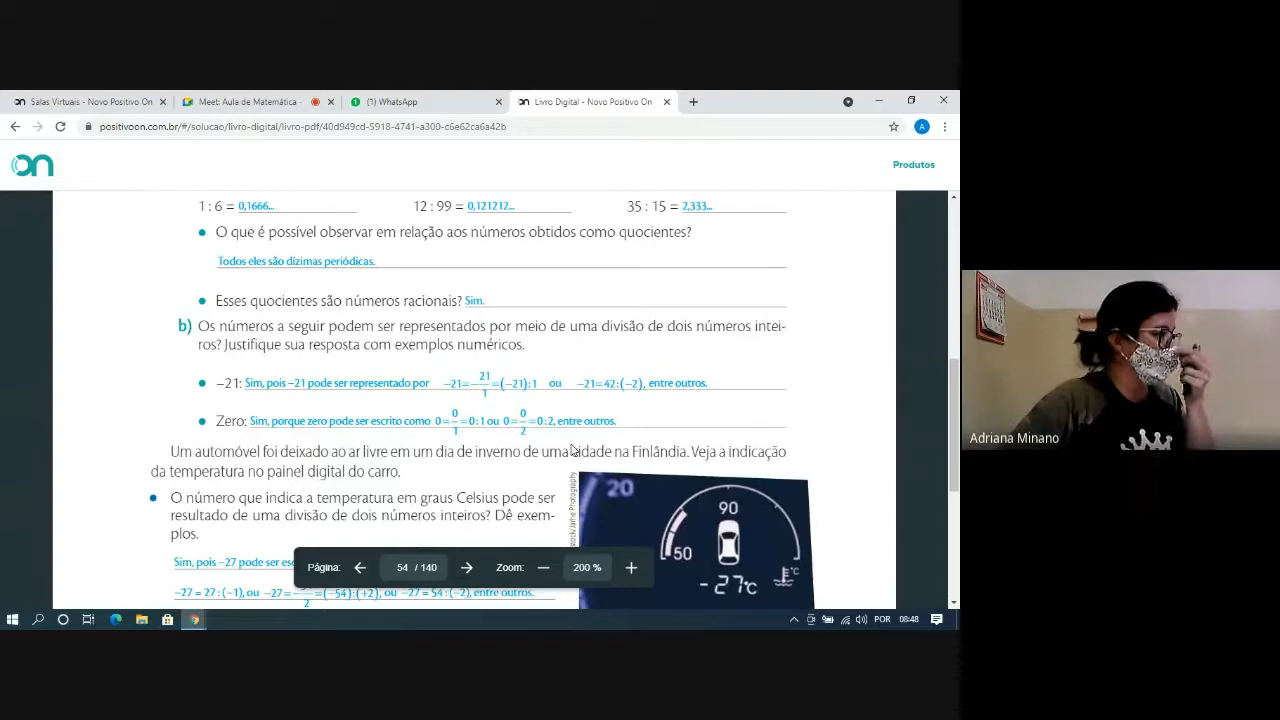 Salas Virtuais - Novo Positivo On
Meet: Aula de Matemática -
(1) WhatsApp
Livro Digital - Novo Positivo On
positivoon.com.br/#/solucao/livro-digital/livro-pdf/40d949cd-5918-4741-a300-c6e62ca6a42b
A
on
Produtos
1 : 6 = 0,1666... 12 : 99 = 0,121212... 35 : 15 = 2,333...
• O que é possível observar em relação aos números obtidos como quocientes?
Todos eles são dízimas periódicas.
• Esses quocientes são números racionais? Sim.
b) Os números a seguir podem ser representados por meio de uma divisão de dois números intei-
ros? Justifique sua resposta com exemplos numéricos.
• –21: Sim, pois –21 pode ser representado por –21=–21/1=(–21):1 ou –21=42:(–2), entre outros.
• Zero: Sim, porque zero pode ser escrito como 0=0/1=0:1 ou 0=0/2=0:2, entre outros.
Um automóvel foi deixado ao ar livre em um dia de inverno de uma cidade na Finlândia. Veja a indicação
da temperatura no painel digital do carro.
• O número que indica a temperatura em graus Celsius pode ser
resultado de uma divisão de dois números inteiros? Dê exem-
plos.
Sim, pois –27 pode ser
–27 = 27 : (–1), ou –27 = /2 = (–54) : (+2), ou –27 = 54 : (–2), entre outros.
Jarhe Photography
20
90
50
-27°C
°C
Página: 54 / 140 Zoom: 200 %
POR 08:48
Adriana Minano